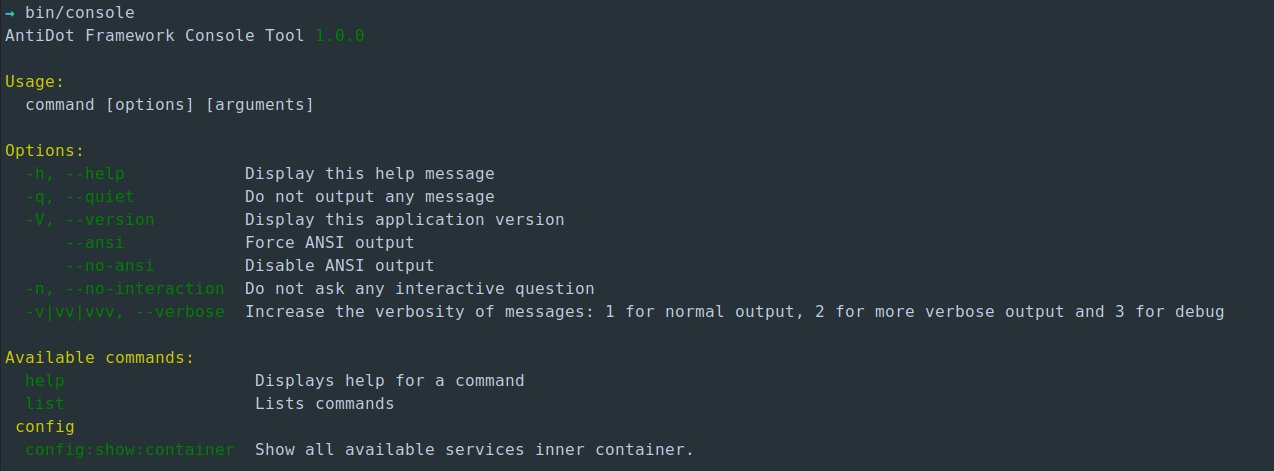 → bin/console
AntiDot Framework Console Tool 1.0.0
Usage:
command [options] [arguments]
Options:
-h, --help Display this help message
-q, --quiet Do not output any message
-V, --version Display this application version
--ansi Force ANSI output
--no-ansi Disable ANSI output
-n, --no-interaction Do not ask any interactive question
-v|vv|vvv, --verbose Increase the verbosity of messages: 1 for normal output, 2 for more verbose output and 3 for debug
Available commands:
help Displays help for a command
list Lists commands
config
config:show:container Show all available services inner container.